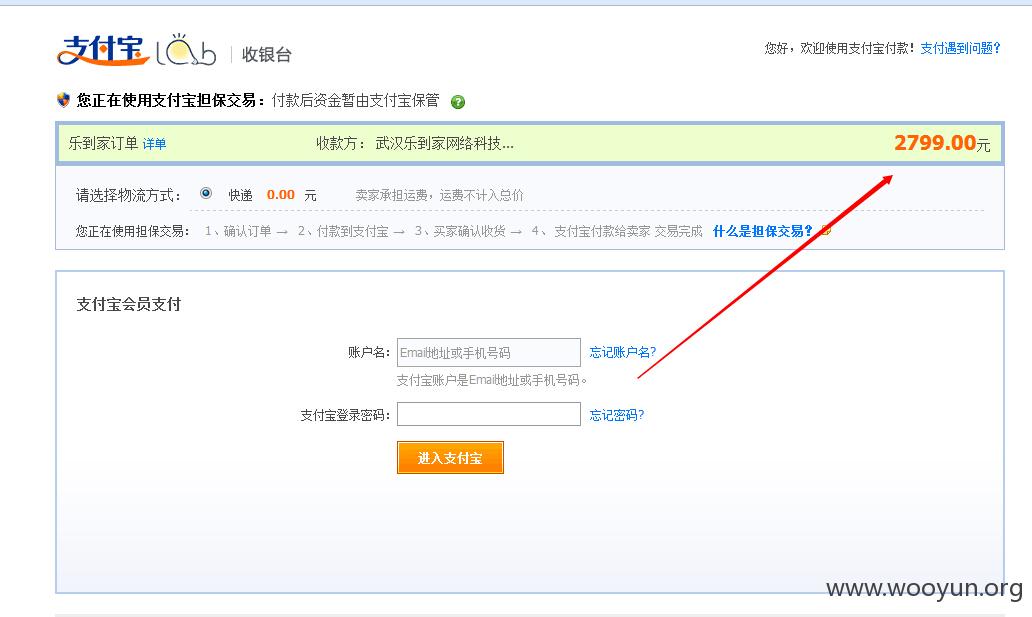 支付宝 lab 收银台 您好，欢迎使用支付宝付款！ 支付遇到问题？
您正在使用支付宝担保交易：付款后资金暂由支付宝保管 ?
乐到家订单 详单 收款方： 武汉乐到家网络科技... 2799.00元
请选择物流方式： 快递 0.00 元 卖家承担运费，运费不计入总价
您正在使用担保交易： 1、确认订单 → 2、付款到支付宝 → 3、买家确认收货 → 4、支付宝付款给卖家 交易完成 什么是担保交易？
支付宝会员支付
账户名： Email地址或手机号码 忘记账户名?
支付宝账户是Email地址或手机号码。
支付宝登录密码： 忘记密码?
进入支付宝
www.wooyun.org